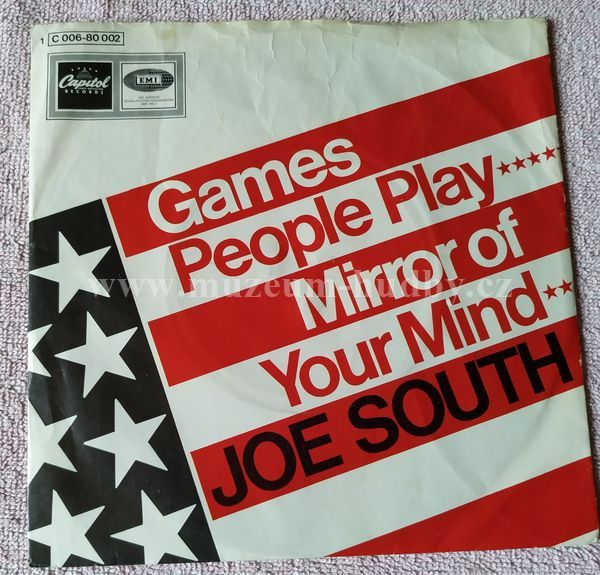 1 C 006-80 002
Capitol
RECORDS
EMI
Games
People Play*****
Mirror of
Your Mind**
JOE SOUTH
www.muzeum-hudby.cz